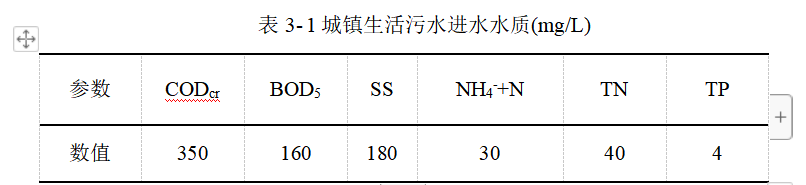 表 3-1 城镇生活污水进水水质(mg/L)
参数 CODcr BOD5 SS NH4-+N TN TP
数值 350 160 180 30 40 4